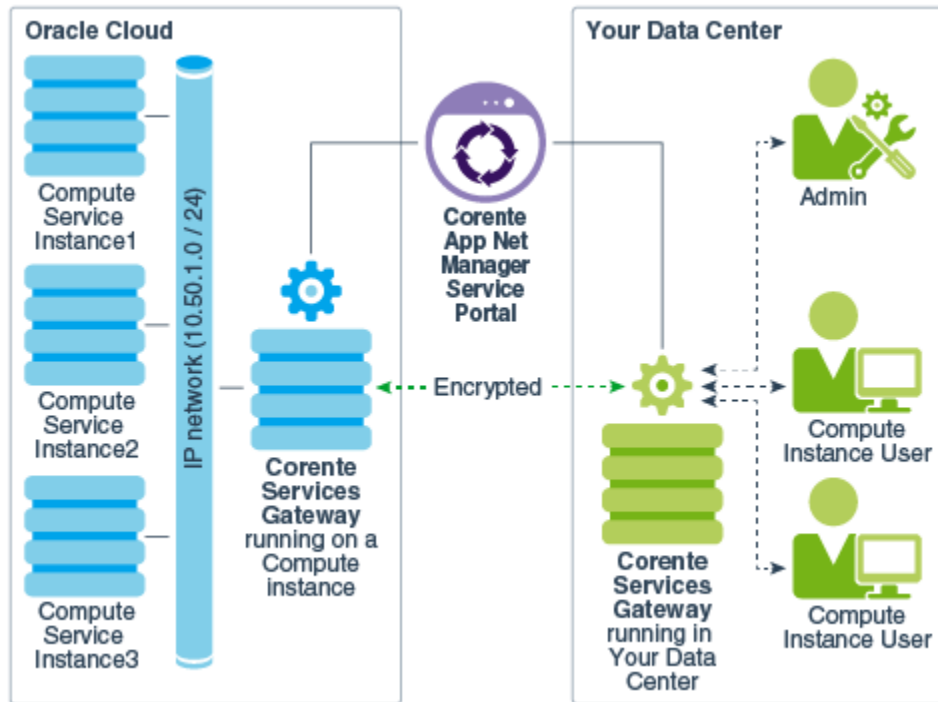 Oracle Cloud
Compute
Service
Instance1
Compute
Service
Instance2
Compute
Service
Instance3
IP network (10.50.1.0 / 24)
Corente
Services
Gateway
running on a
Compute
instance
Corente
App Net
Manager
Service
Portal
Encrypted
Your Data Center
Corente
Services
Gateway
running in
Your Data
Center
Admin
Compute
Instance User
Compute
Instance User